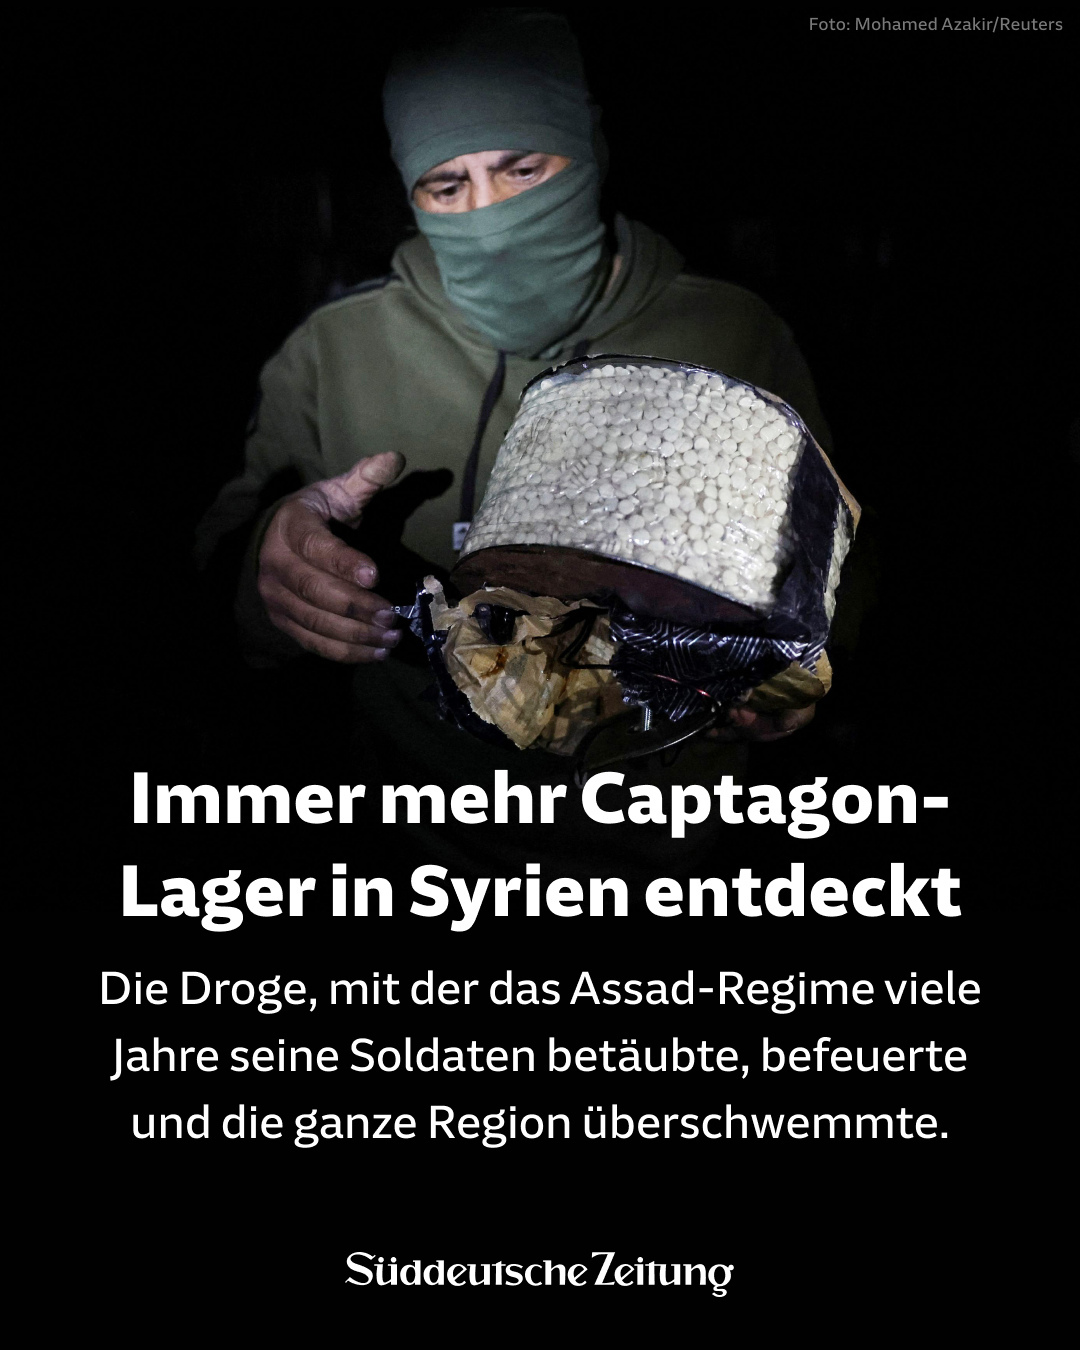 Foto: Mohamed Azakir/Reuters
Immer mehr Captagon-
Lager in Syrien entdeckt
Die Droge, mit der das Assad-Regime viele
Jahre seine Soldaten betäubte, befeuerte
und die ganze Region überschwemmte.
Süddeutsche Zeitung